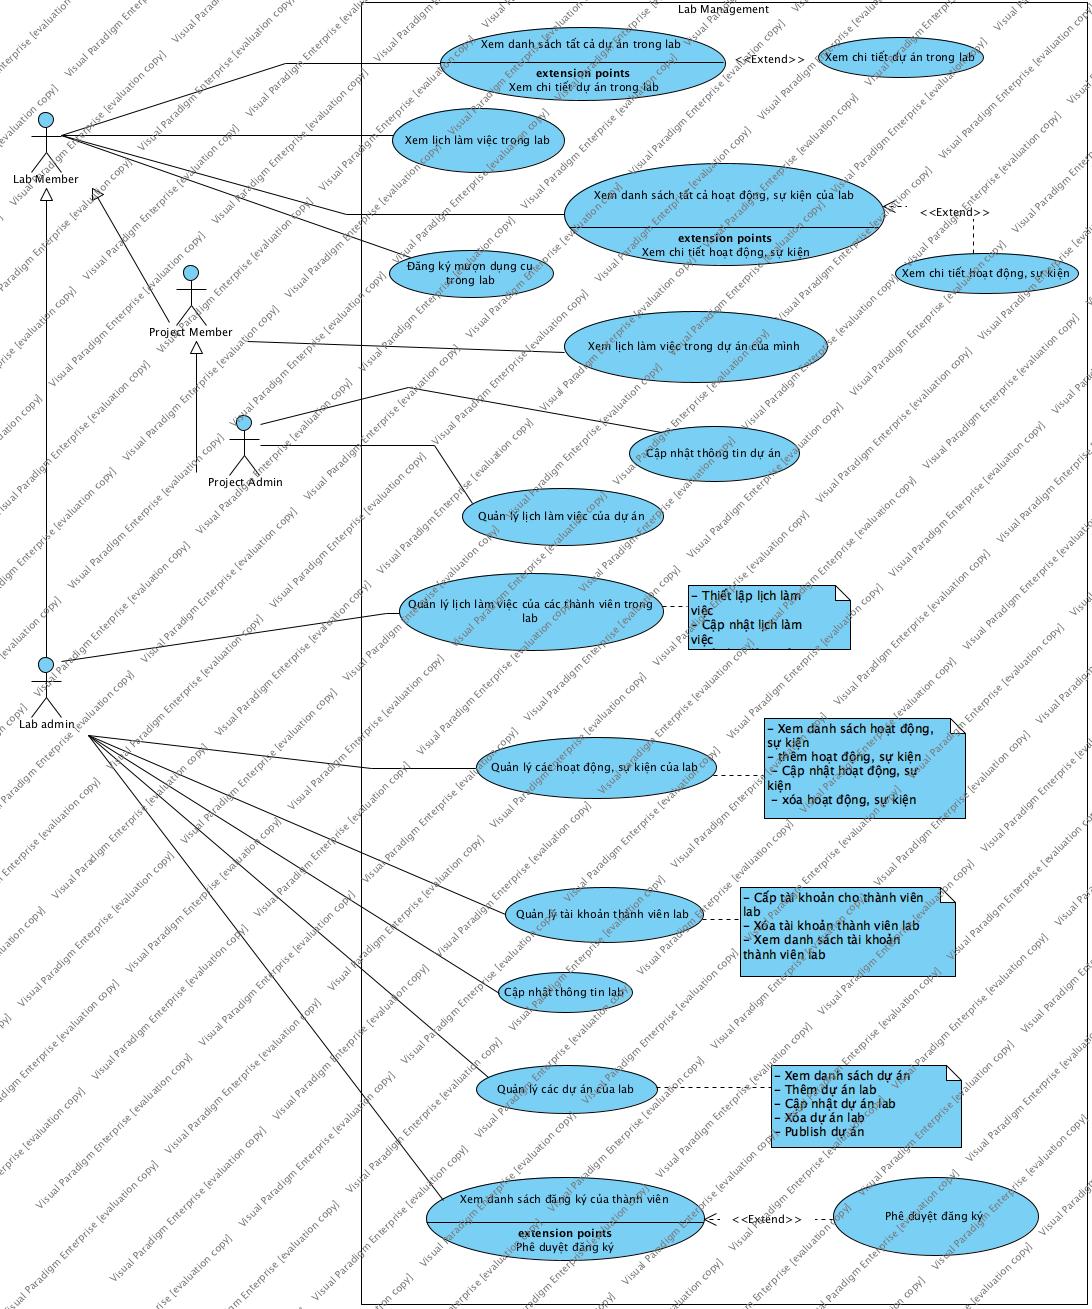 Lab Management
Xem danh sách tất cả dự án trong lab
extension points
Xem chi tiết dự án trong lab
<<Extend>>
Xem chi tiết dự án trong lab
Lab Member
Xem lịch làm việc trong lab
Xem danh sách tất cả hoạt động, sự kiện của lab
extension points
Xem chi tiết hoạt động, sự kiện
<<Extend>>
Xem chi tiết hoạt động, sự kiện
Đăng ký mượn dụng cụ
trong lab
Project Member
Xem lịch làm việc trong dự án của mình
Project Admin
Cập nhật thông tin dự án
Quản lý lịch làm việc của dự án
Quản lý lịch làm việc của các thành viên trong
lab
– Thiết lập lịch làm
việc
– Cập nhật lịch làm
việc
Lab admin
Quản lý các hoạt động, sự kiện của lab
– Xem danh sách hoạt động,
sự kiện
– thêm hoạt động, sự kiện
– Cập nhật hoạt động, sự
kiện
– xóa hoạt động, sự kiện
Quản lý tài khoản thành viên lab
– Cấp tài khoản cho thành viên
lab
– Xóa tài khoản thành viên lab
– Xem danh sách tài khoản
thành viên lab
Cập nhật thông tin lab
Quản lý các dự án của lab
– Xem danh sách dự án
– Thêm dự án lab
– Cập nhật dự án lab
– Xóa dự án lab
– Publish dự án
Xem danh sách đăng ký của thành viên
extension points
Phê duyệt đăng ký
<<Extend>>
Phê duyệt đăng ký
Visual Paradigm Enterprise [evaluation copy]